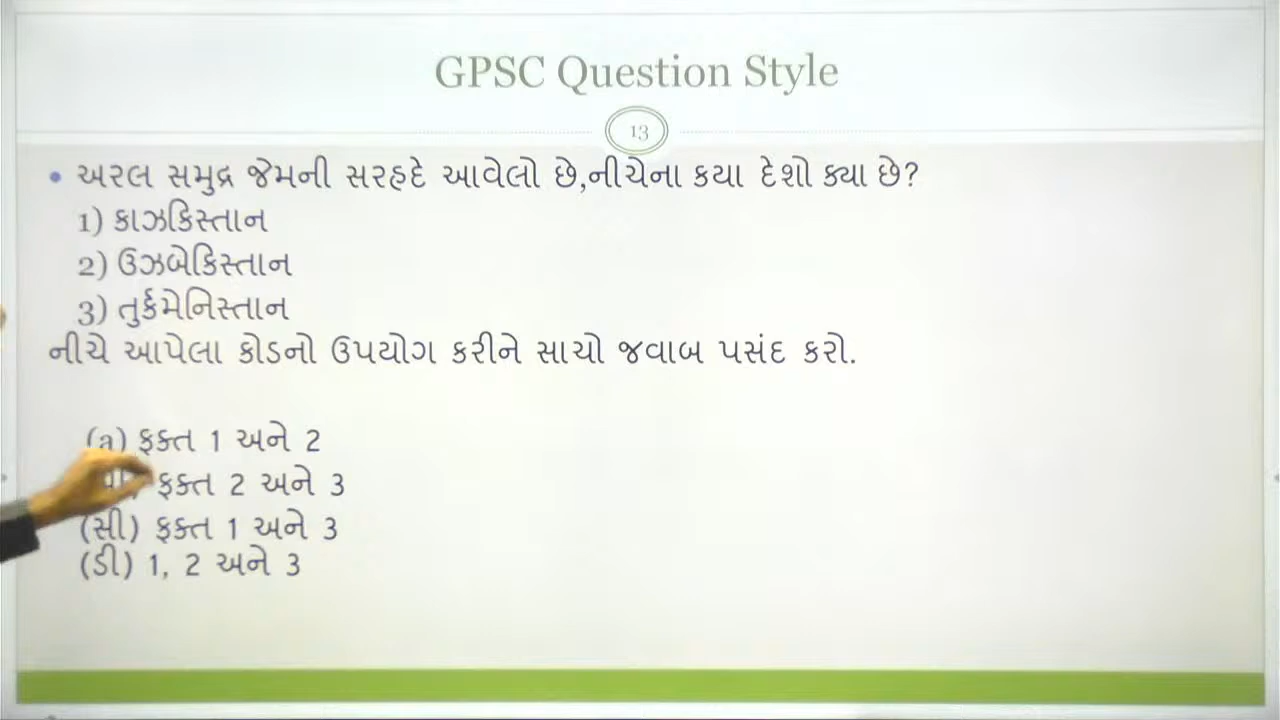 GPSC Question Style
13
• અરલ સમુદ્ર જેમની સરહદે આવેલો છે,નીચેના કયા દેશો ક્યા છે?
1) કાઝકિસ્તાન
2) ઉઝબેકિસ્તાન
3) તુર્કમેનિસ્તાન
નીચે આપેલા કોડનો ઉપયોગ કરીને સાચો જવાબ પસંદ કરો.
(a) ફક્ત 1 અને 2
ફક્ત 2 અને 3
(સી) ફક્ત 1 અને 3
(ડી) 1, 2 અને 3